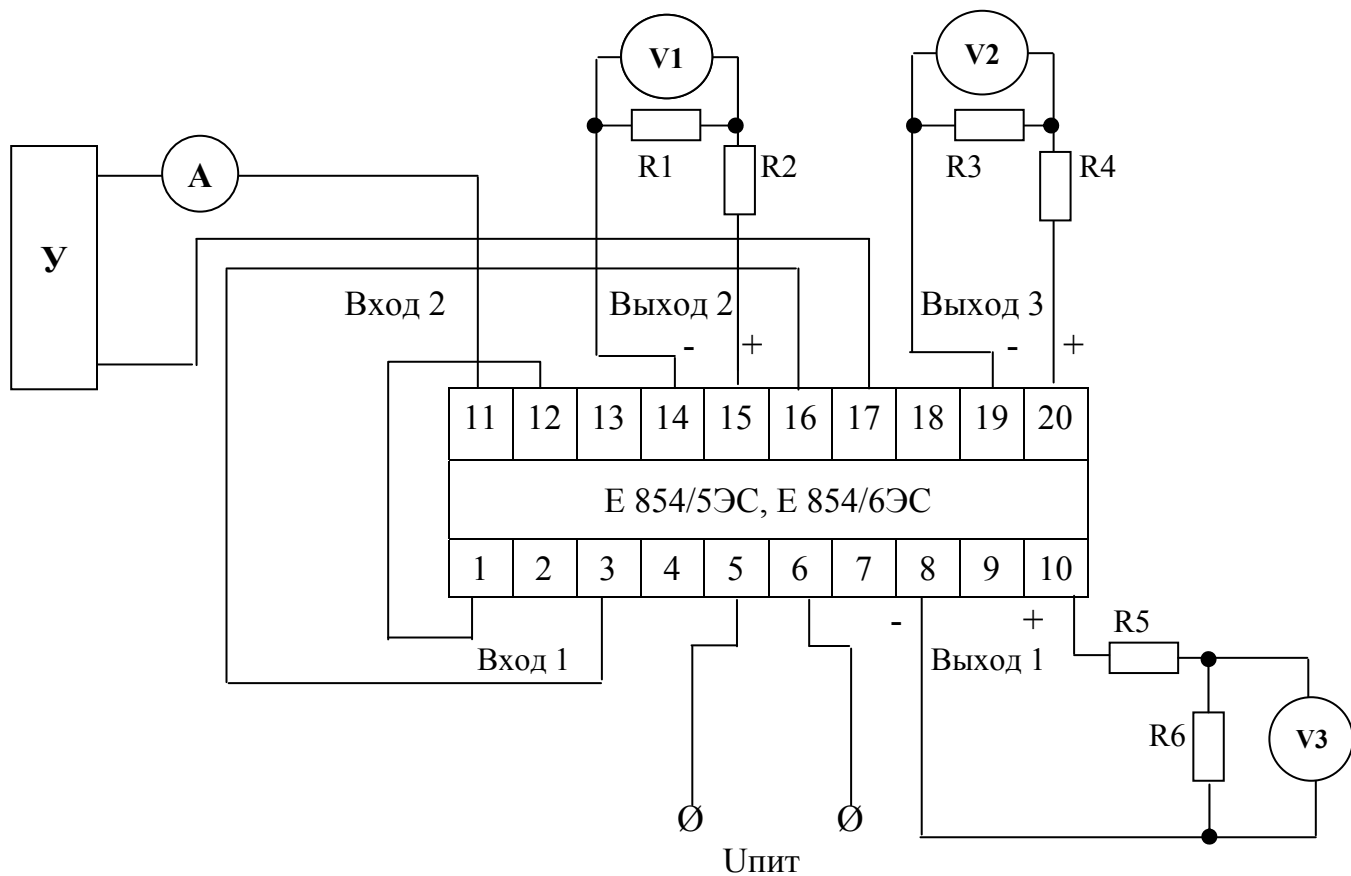 V1
V2
R1
R2
R3
R4
А
У
Вход 2
Выход 2
Выход 3
- +
- +
11 12 13 14 15 16 17 18 19 20
Е 854/5ЭС, Е 854/6ЭС
1 2 3 4 5 6 7 8 9 10
- +
Вход 1
Выход 1
R5
R6
V3
Ø Ø
Uпит